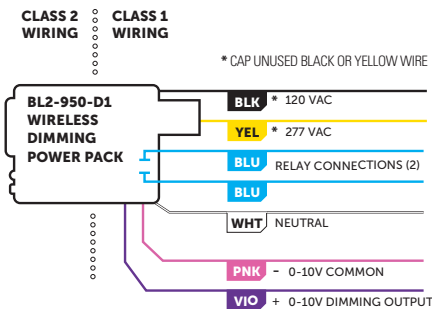 CLASS 2 CLASS 1
WIRING WIRING
* CAP UNUSED BLACK OR YELLOW WIRE
BL2-950-D1
WIRELESS
DIMMING
POWER PACK
BLK * 120 VAC
YEL * 277 VAC
BLU RELAY CONNECTIONS (2)
BLU
WHT NEUTRAL
PNK - 0-10V COMMON
VIO + 0-10V DIMMING OUTPUT